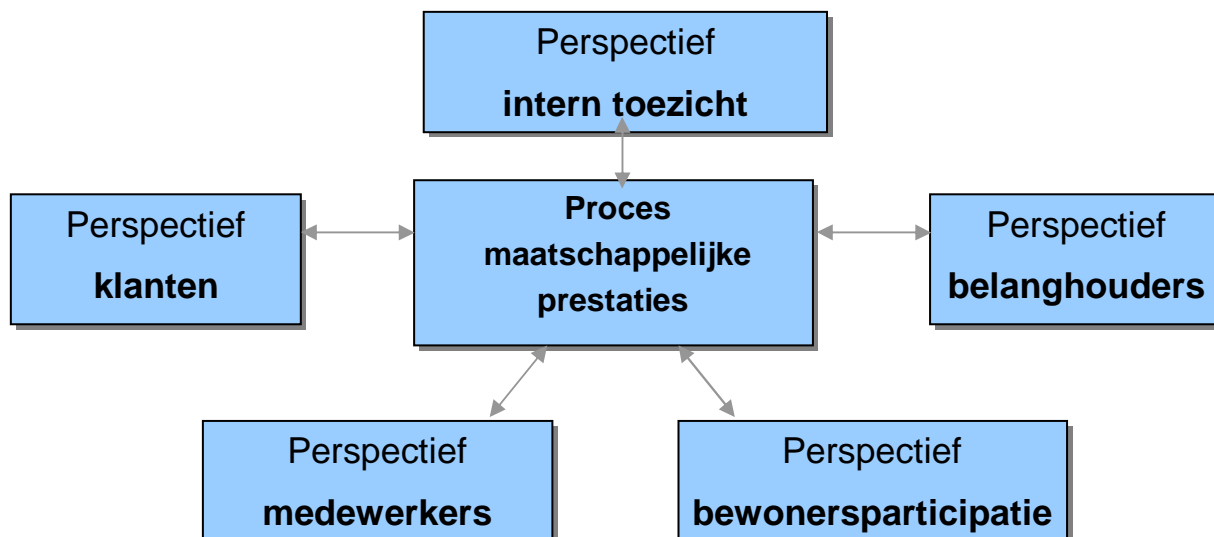 Perspectief
intern toezicht
Perspectief
klanten
Proces
maatschappelijke
prestaties
Perspectief
belanghouders
Perspectief
medewerkers
Perspectief
bewonersparticipatie